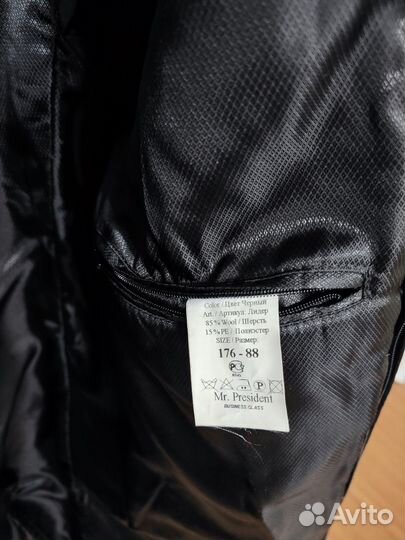 Color / Цвет Черный
Art. / Артикул: Лидер
85 % Wool / Шерсть
15 % PE / Полиэстер
SIZE / Размер:
176 - 88
P
Mr. President
BUSINESS CLASS
Avito